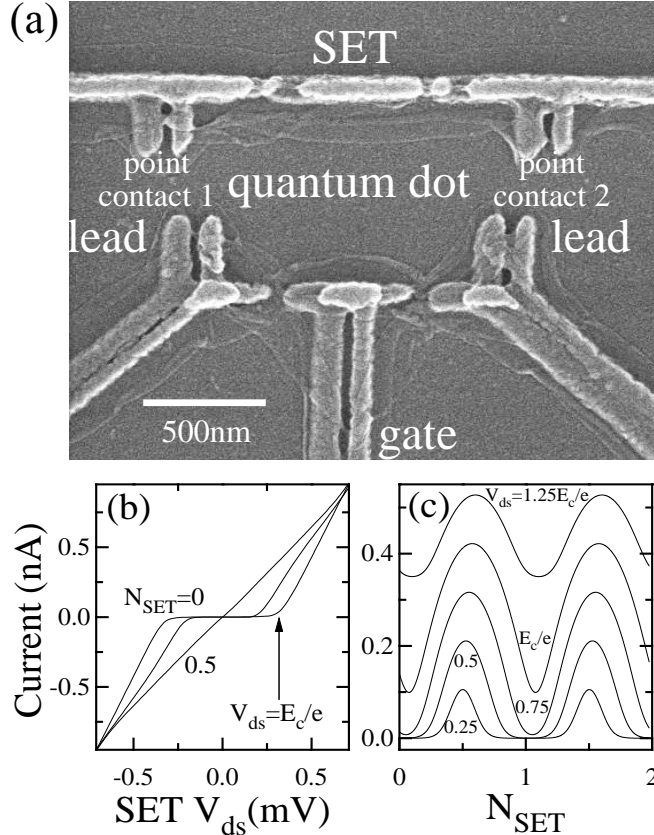 (a)
SET
point
contact 1
quantum dot
point
contact 2
lead
lead
500nm
gate
(b)
N_SET=0
0.5
V_ds=E_c/e
0.5
0.0
-0.5
Current (nA)
-0.5
0.0
0.5
SET V_ds(mV)
(c)
V_ds=1.25E_c/e
E_c/e
0.75
0.5
0.25
0.4
0.2
0.0
0
1
2
N_SET